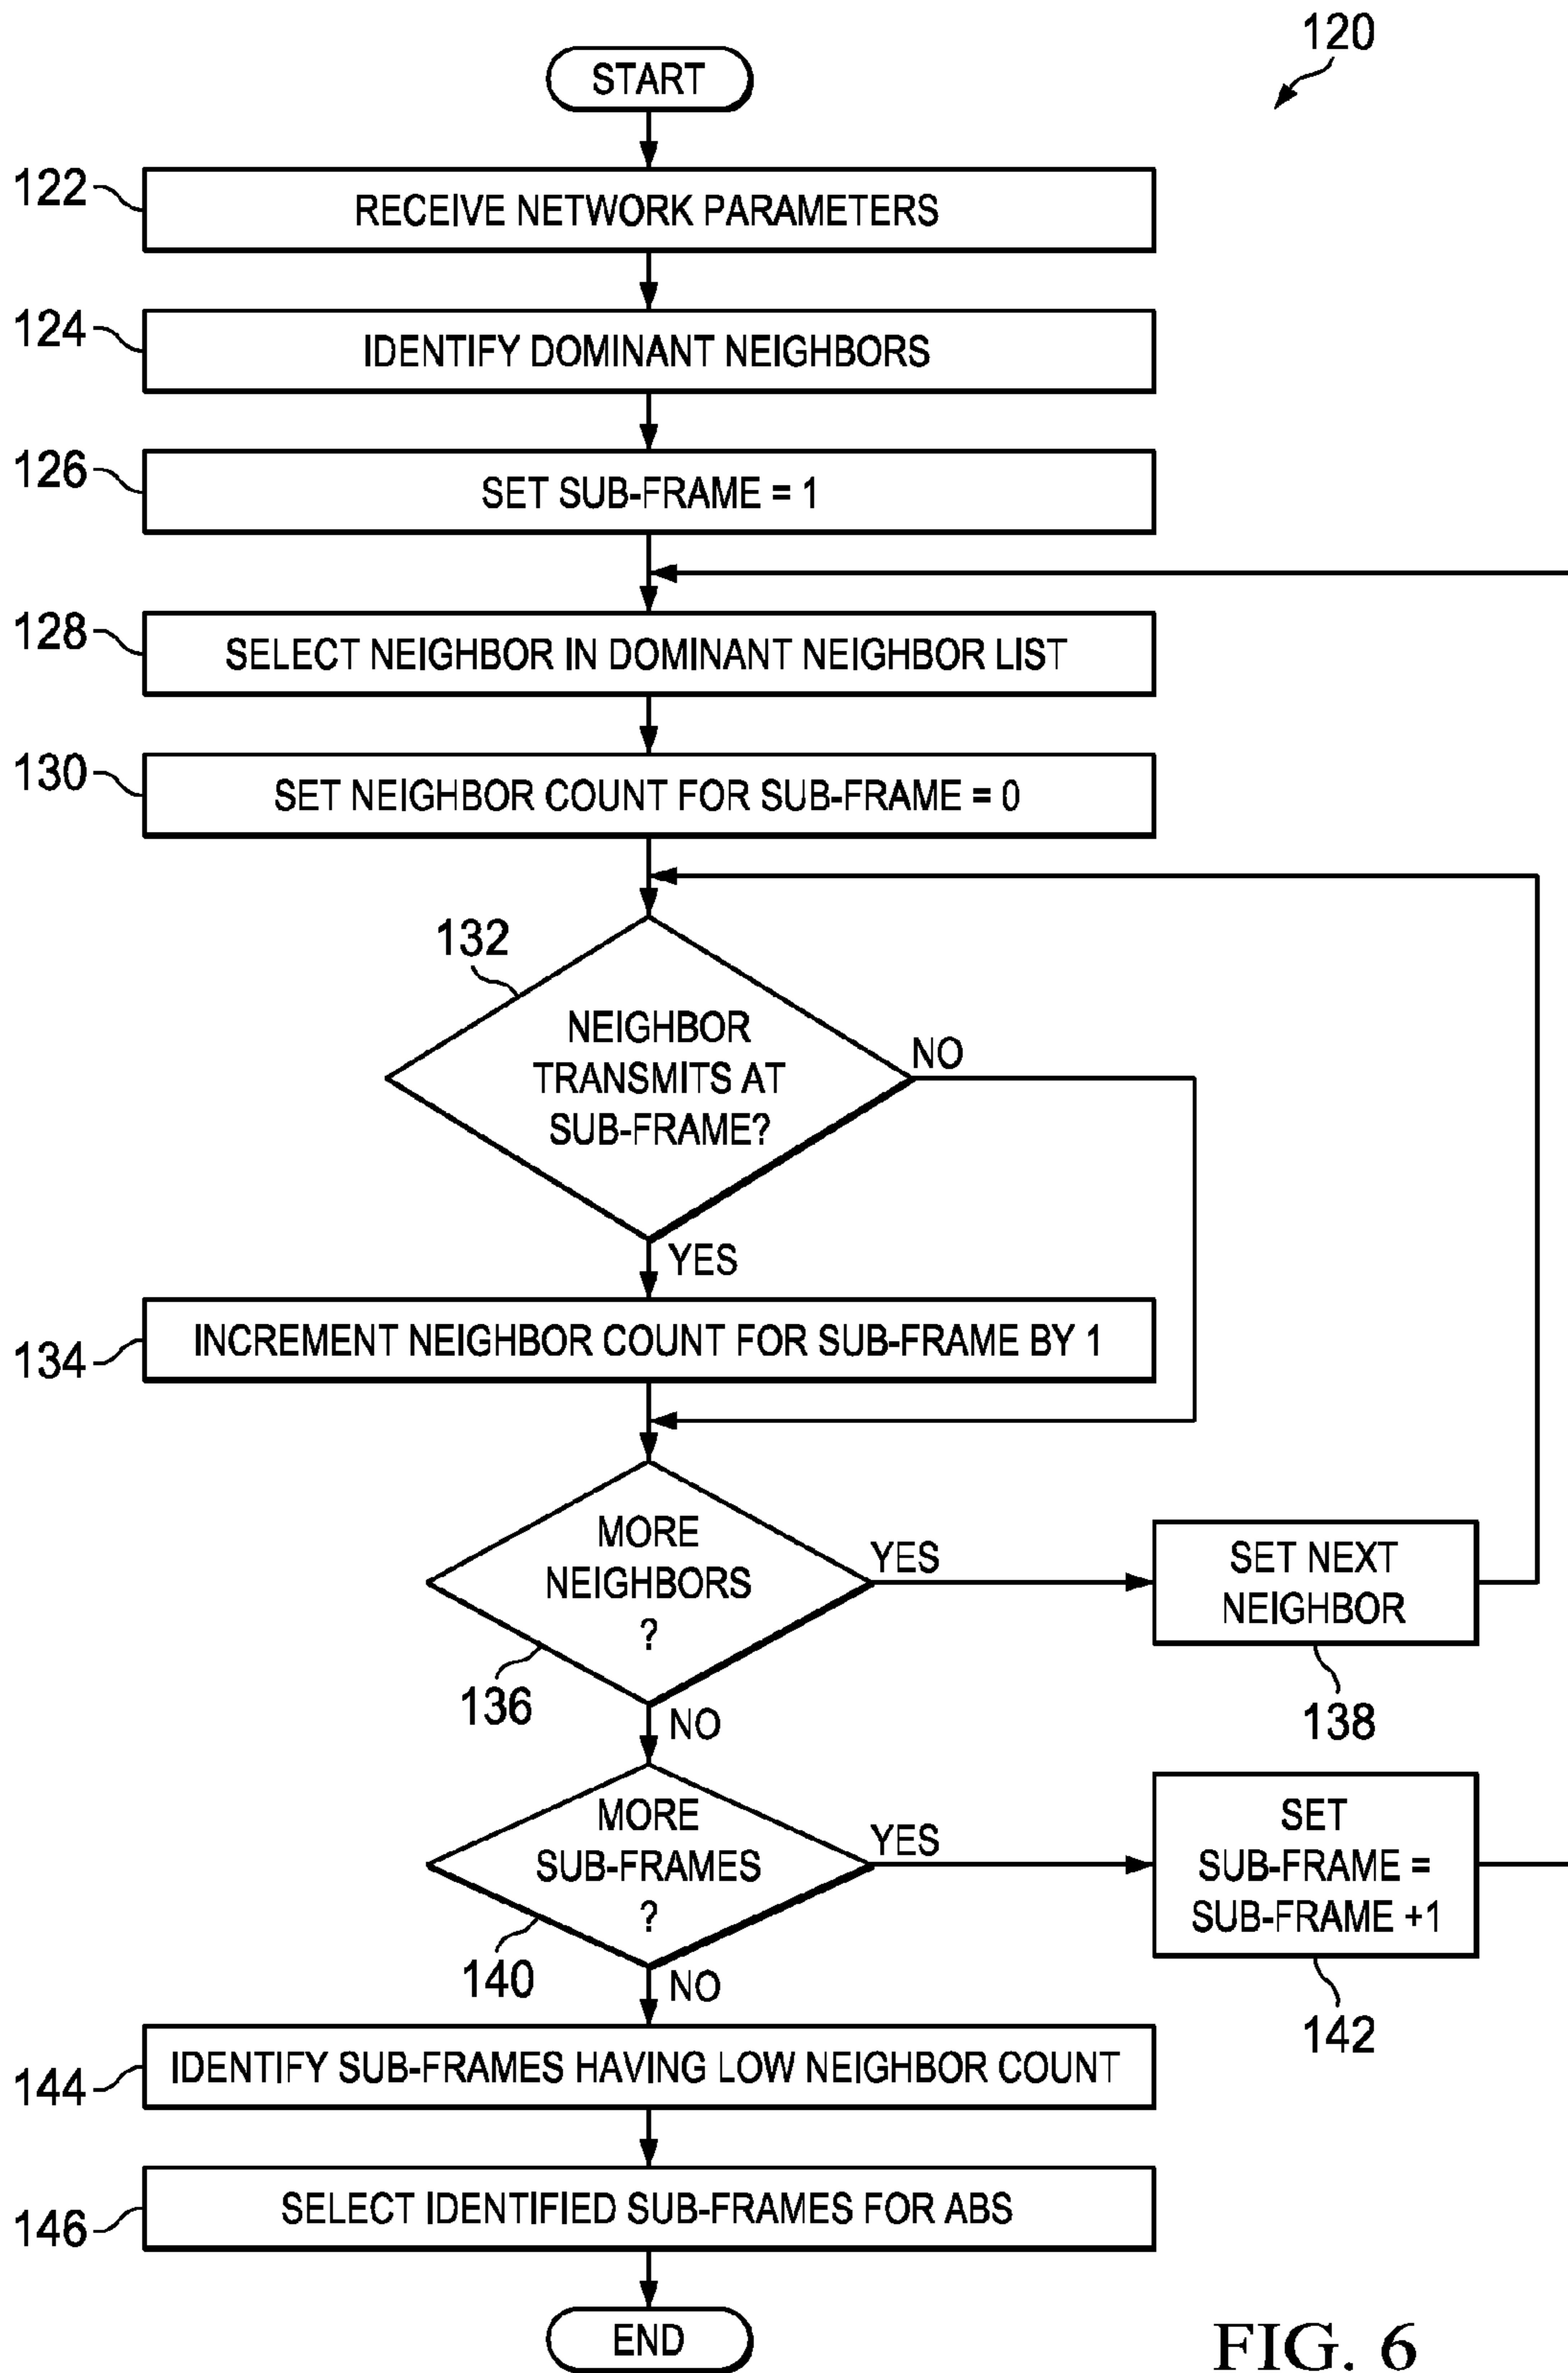 120
START
122
RECEIVE NETWORK PARAMETERS
124
IDENTIFY DOMINANT NEIGHBORS
126
SET SUB-FRAME = 1
128
SELECT NEIGHBOR IN DOMINANT NEIGHBOR LIST
130
SET NEIGHBOR COUNT FOR SUB-FRAME = 0
132
NEIGHBOR
TRANSMITS AT
SUB-FRAME?
NO
YES
134
INCREMENT NEIGHBOR COUNT FOR SUB-FRAME BY 1
MORE
NEIGHBORS
?
136
YES
SET NEXT
NEIGHBOR
138
NO
MORE
SUB-FRAMES
?
140
YES
SET
SUB-FRAME =
SUB-FRAME +1
142
NO
144
IDENTIFY SUB-FRAMES HAVING LOW NEIGHBOR COUNT
146
SELECT IDENTIFIED SUB-FRAMES FOR ABS
END
FIG. 6